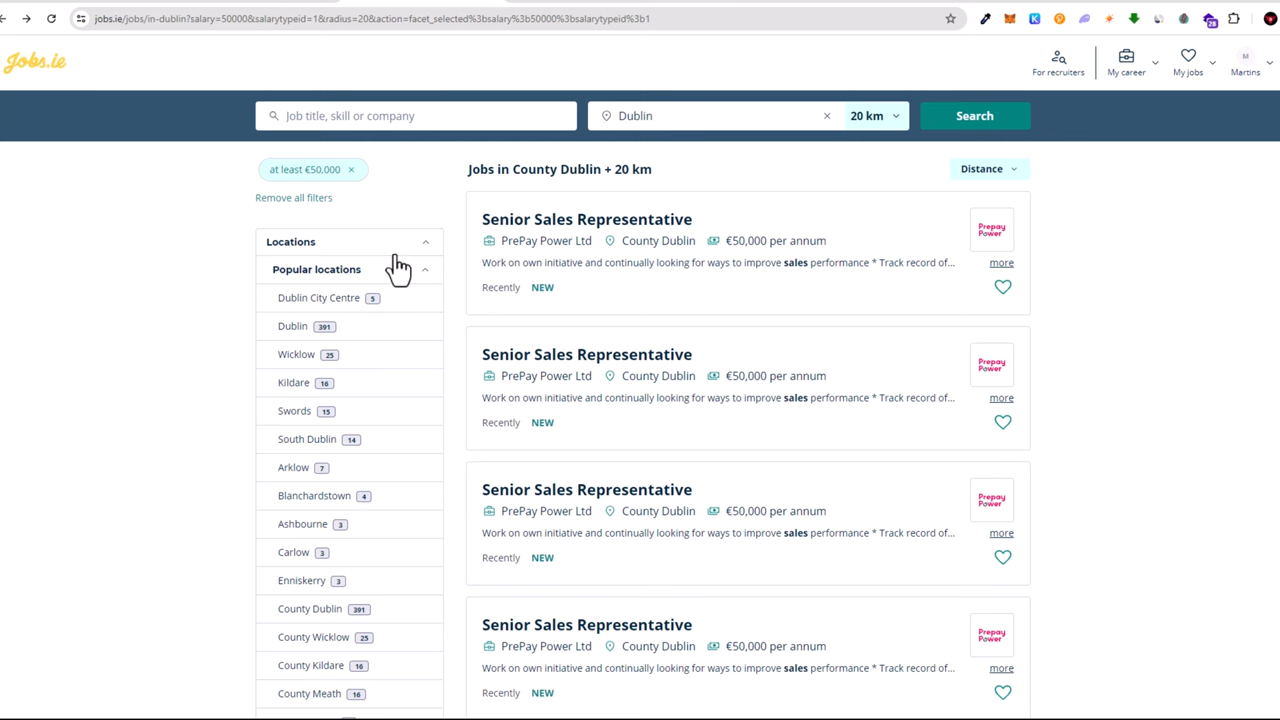 jobs.ie/jobs/in-dublin?salary=50000&salarytypeid=1&radius=20&action=facet_selected%3bsalary%3b50000%3bsalarytypeid%3b1
28
Jobs.ie
For recruiters
My career
My jobs
M
Martins
Job title, skill or company
Dublin
20 km
Search
at least €50,000
Remove all filters
Jobs in County Dublin + 20 km
Distance
Locations
Popular locations
Dublin City Centre 5
Dublin 391
Wicklow 25
Kildare 16
Swords 15
South Dublin 14
Arklow 7
Blanchardstown 4
Ashbourne 3
Carlow 3
Enniskerry 3
County Dublin 391
County Wicklow 25
County Kildare 16
County Meath 16
Senior Sales Representative
PrePay Power Ltd County Dublin €50,000 per annum
Work on own initiative and continually looking for ways to improve sales performance * Track record of... more
Recently NEW
Prepay Power
Senior Sales Representative
PrePay Power Ltd County Dublin €50,000 per annum
Work on own initiative and continually looking for ways to improve sales performance * Track record of... more
Recently NEW
Prepay Power
Senior Sales Representative
PrePay Power Ltd County Dublin €50,000 per annum
Work on own initiative and continually looking for ways to improve sales performance * Track record of... more
Recently NEW
Prepay Power
Senior Sales Representative
PrePay Power Ltd County Dublin €50,000 per annum
Work on own initiative and continually looking for ways to improve sales performance * Track record of... more
Recently NEW
Prepay Power